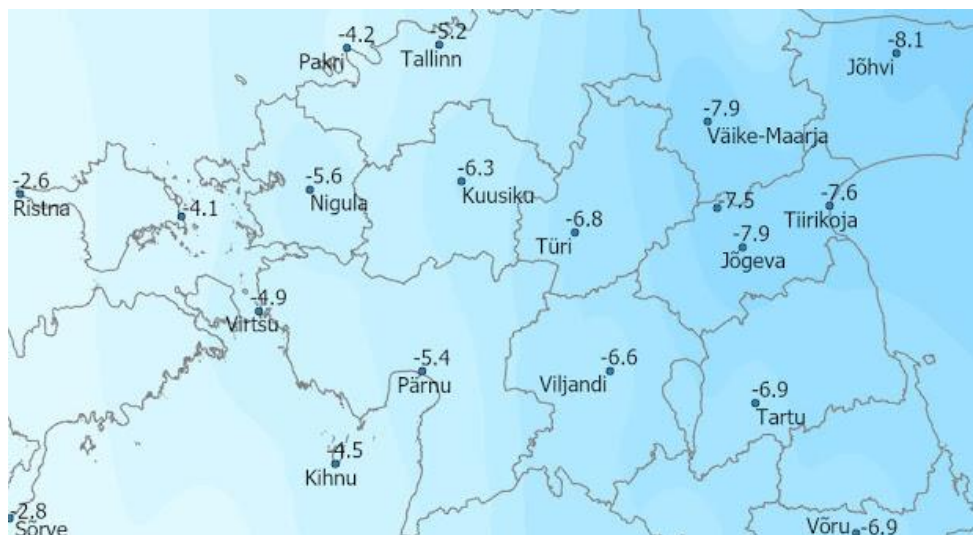 -4.2
Pakri
-5.2
Tallinn
-8.1
Jõhvi
-7.9
Väike-Maarja
-2.6
Ristna
-4.1
-5.6
Nigula
-6.3
Kuusiku
-6.8
Türi
-7.5
-7.6
Tiirikoja
-7.9
Jõgeva
-4.9
Virtsu
-5.4
Pärnu
-6.6
Viljandi
-6.9
Tartu
-4.5
Kihnu
-2.8
Sõrve
Võru -6.9